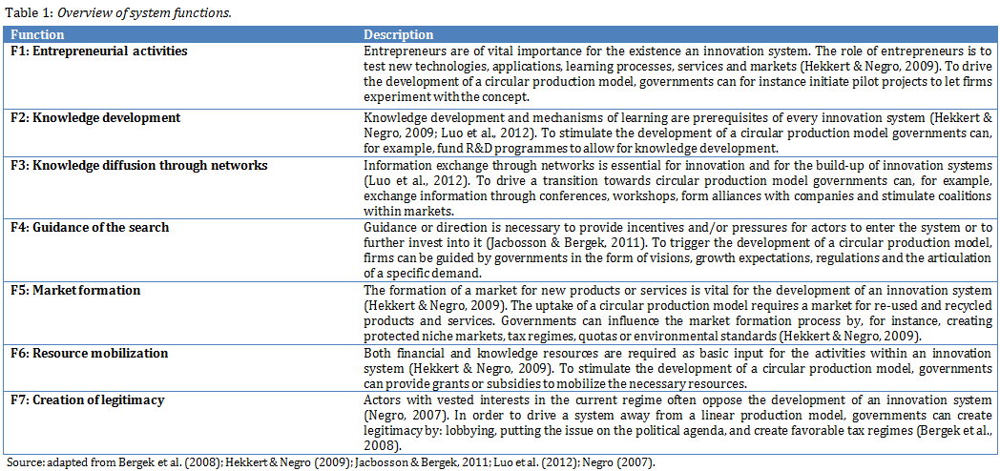 Table 1: Overview of system functions.
Function Description
F1: Entrepreneurial activities Entrepreneurs are of vital importance for the existence an innovation system. The role of entrepreneurs is to
test new technologies, applications, learning processes, services and markets (Hekkert & Negro, 2009). To drive
the development of a circular production model, governments can for instance initiate pilot projects to let firms
experiment with the concept.
F2: Knowledge development Knowledge development and mechanisms of learning are prerequisites of every innovation system (Hekkert &
Negro, 2009; Luo et al., 2012). To stimulate the development of a circular production model governments can,
for example, fund R&D programmes to allow for knowledge development.
F3: Knowledge diffusion through networks Information exchange through networks is essential for innovation and for the build-up of innovation systems
(Luo et al., 2012). To drive a transition towards circular production model governments can, for example,
exchange information through conferences, workshops, form alliances with companies and stimulate coalitions
within markets.
F4: Guidance of the search Guidance or direction is necessary to provide incentives and/or pressures for actors to enter the system or to
further invest into it (Jacbosson & Bergek, 2011). To trigger the development of a circular production model,
firms can be guided by governments in the form of visions, growth expectations, regulations and the articulation
of a specific demand.
F5: Market formation The formation of a market for new products or services is vital for the development of an innovation system
(Hekkert & Negro, 2009). The uptake of a circular production model requires a market for re-used and recycled
products and services. Governments can influence the market formation process by, for instance, creating
protected niche markets, tax regimes, quotas or environmental standards (Hekkert & Negro, 2009).
F6: Resource mobilization Both financial and knowledge resources are required as basic input for the activities within an innovation
system (Hekkert & Negro, 2009). To stimulate the development of a circular production model, governments
can provide grants or subsidies to mobilize the necessary resources.
F7: Creation of legitimacy Actors with vested interests in the current regime often oppose the development of an innovation system
(Negro, 2007). In order to drive a system away from a linear production model, governments can create
legitimacy by: lobbying, putting the issue on the political agenda, and create favorable tax regimes (Bergek et al.,
2008).
Source: adapted from Bergek et al. (2008); Hekkert & Negro (2009); Jacbosson & Bergek, 2011; Luo et al. (2012); Negro (2007).